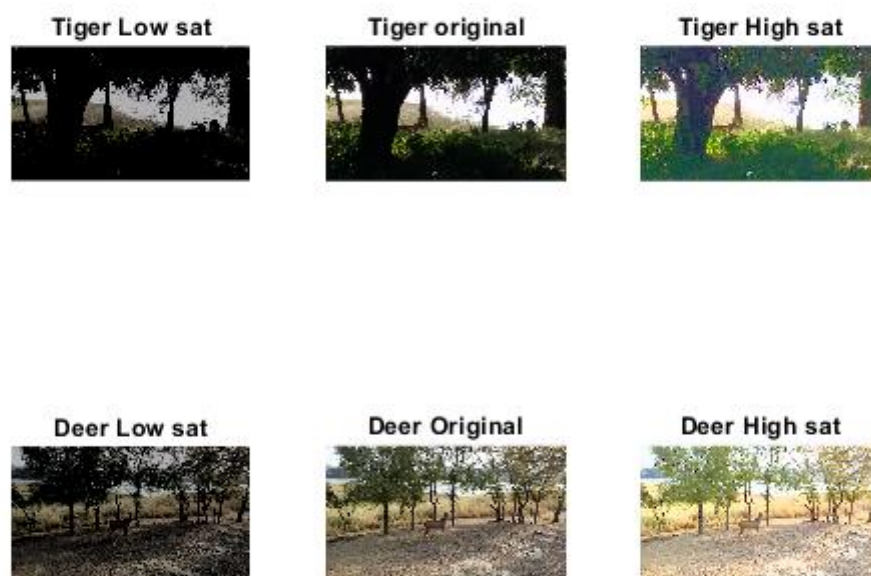 Tiger Low sat
Tiger original
Tiger High sat
Deer Low sat
Deer Original
Deer High sat